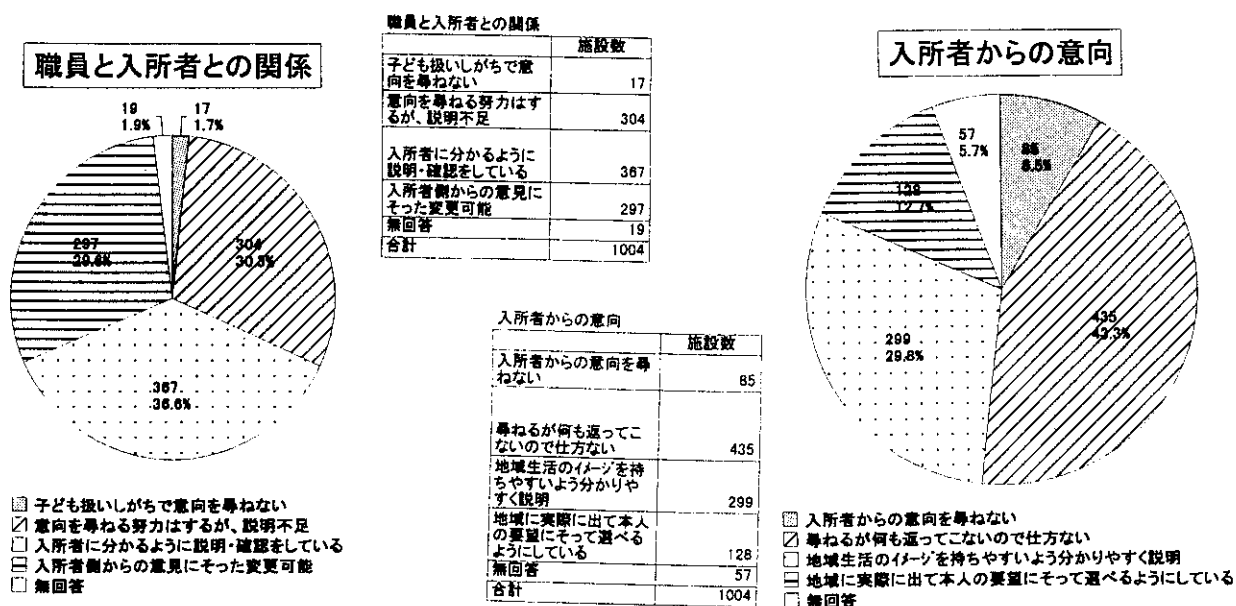 職員と入所者との関係
19
1.9%
17
1.7%
297
29.6%
304
30.3%
367
36.6%
子ども扱いしがちで意向を尋ねない
意向を尋ねる努力はするが、説明不足
入所者に分かるように説明・確認をしている
入所者側からの意見にそった変更可能
無回答
職員と入所者との関係
施設数
子ども扱いしがちで意
向を尋ねない 17
意向を尋ねる努力はす
るが、説明不足 304
入所者に分かるように
説明・確認をしている 367
入所者側からの意見に
そった変更可能 297
無回答 19
合計 1004
入所者からの意向
施設数
入所者からの意向を尋
ねない 85
尋ねるが何も返ってこ
ないので仕方ない 435
地域生活のイメージを持
ちやすいよう分かりや
すく説明 299
地域に実際に出て本人
の要望にそって選べる
ようにしている 128
無回答 57
合計 1004
入所者からの意向
57
5.7%
85
8.5%
128
12.7%
435
43.3%
299
29.8%
入所者からの意向を尋ねない
尋ねるが何も返ってこないので仕方ない
地域生活のイメージを持ちやすいよう分かりやすく説明
地域に実際に出て本人の要望にそって選べるようにしている
無回答